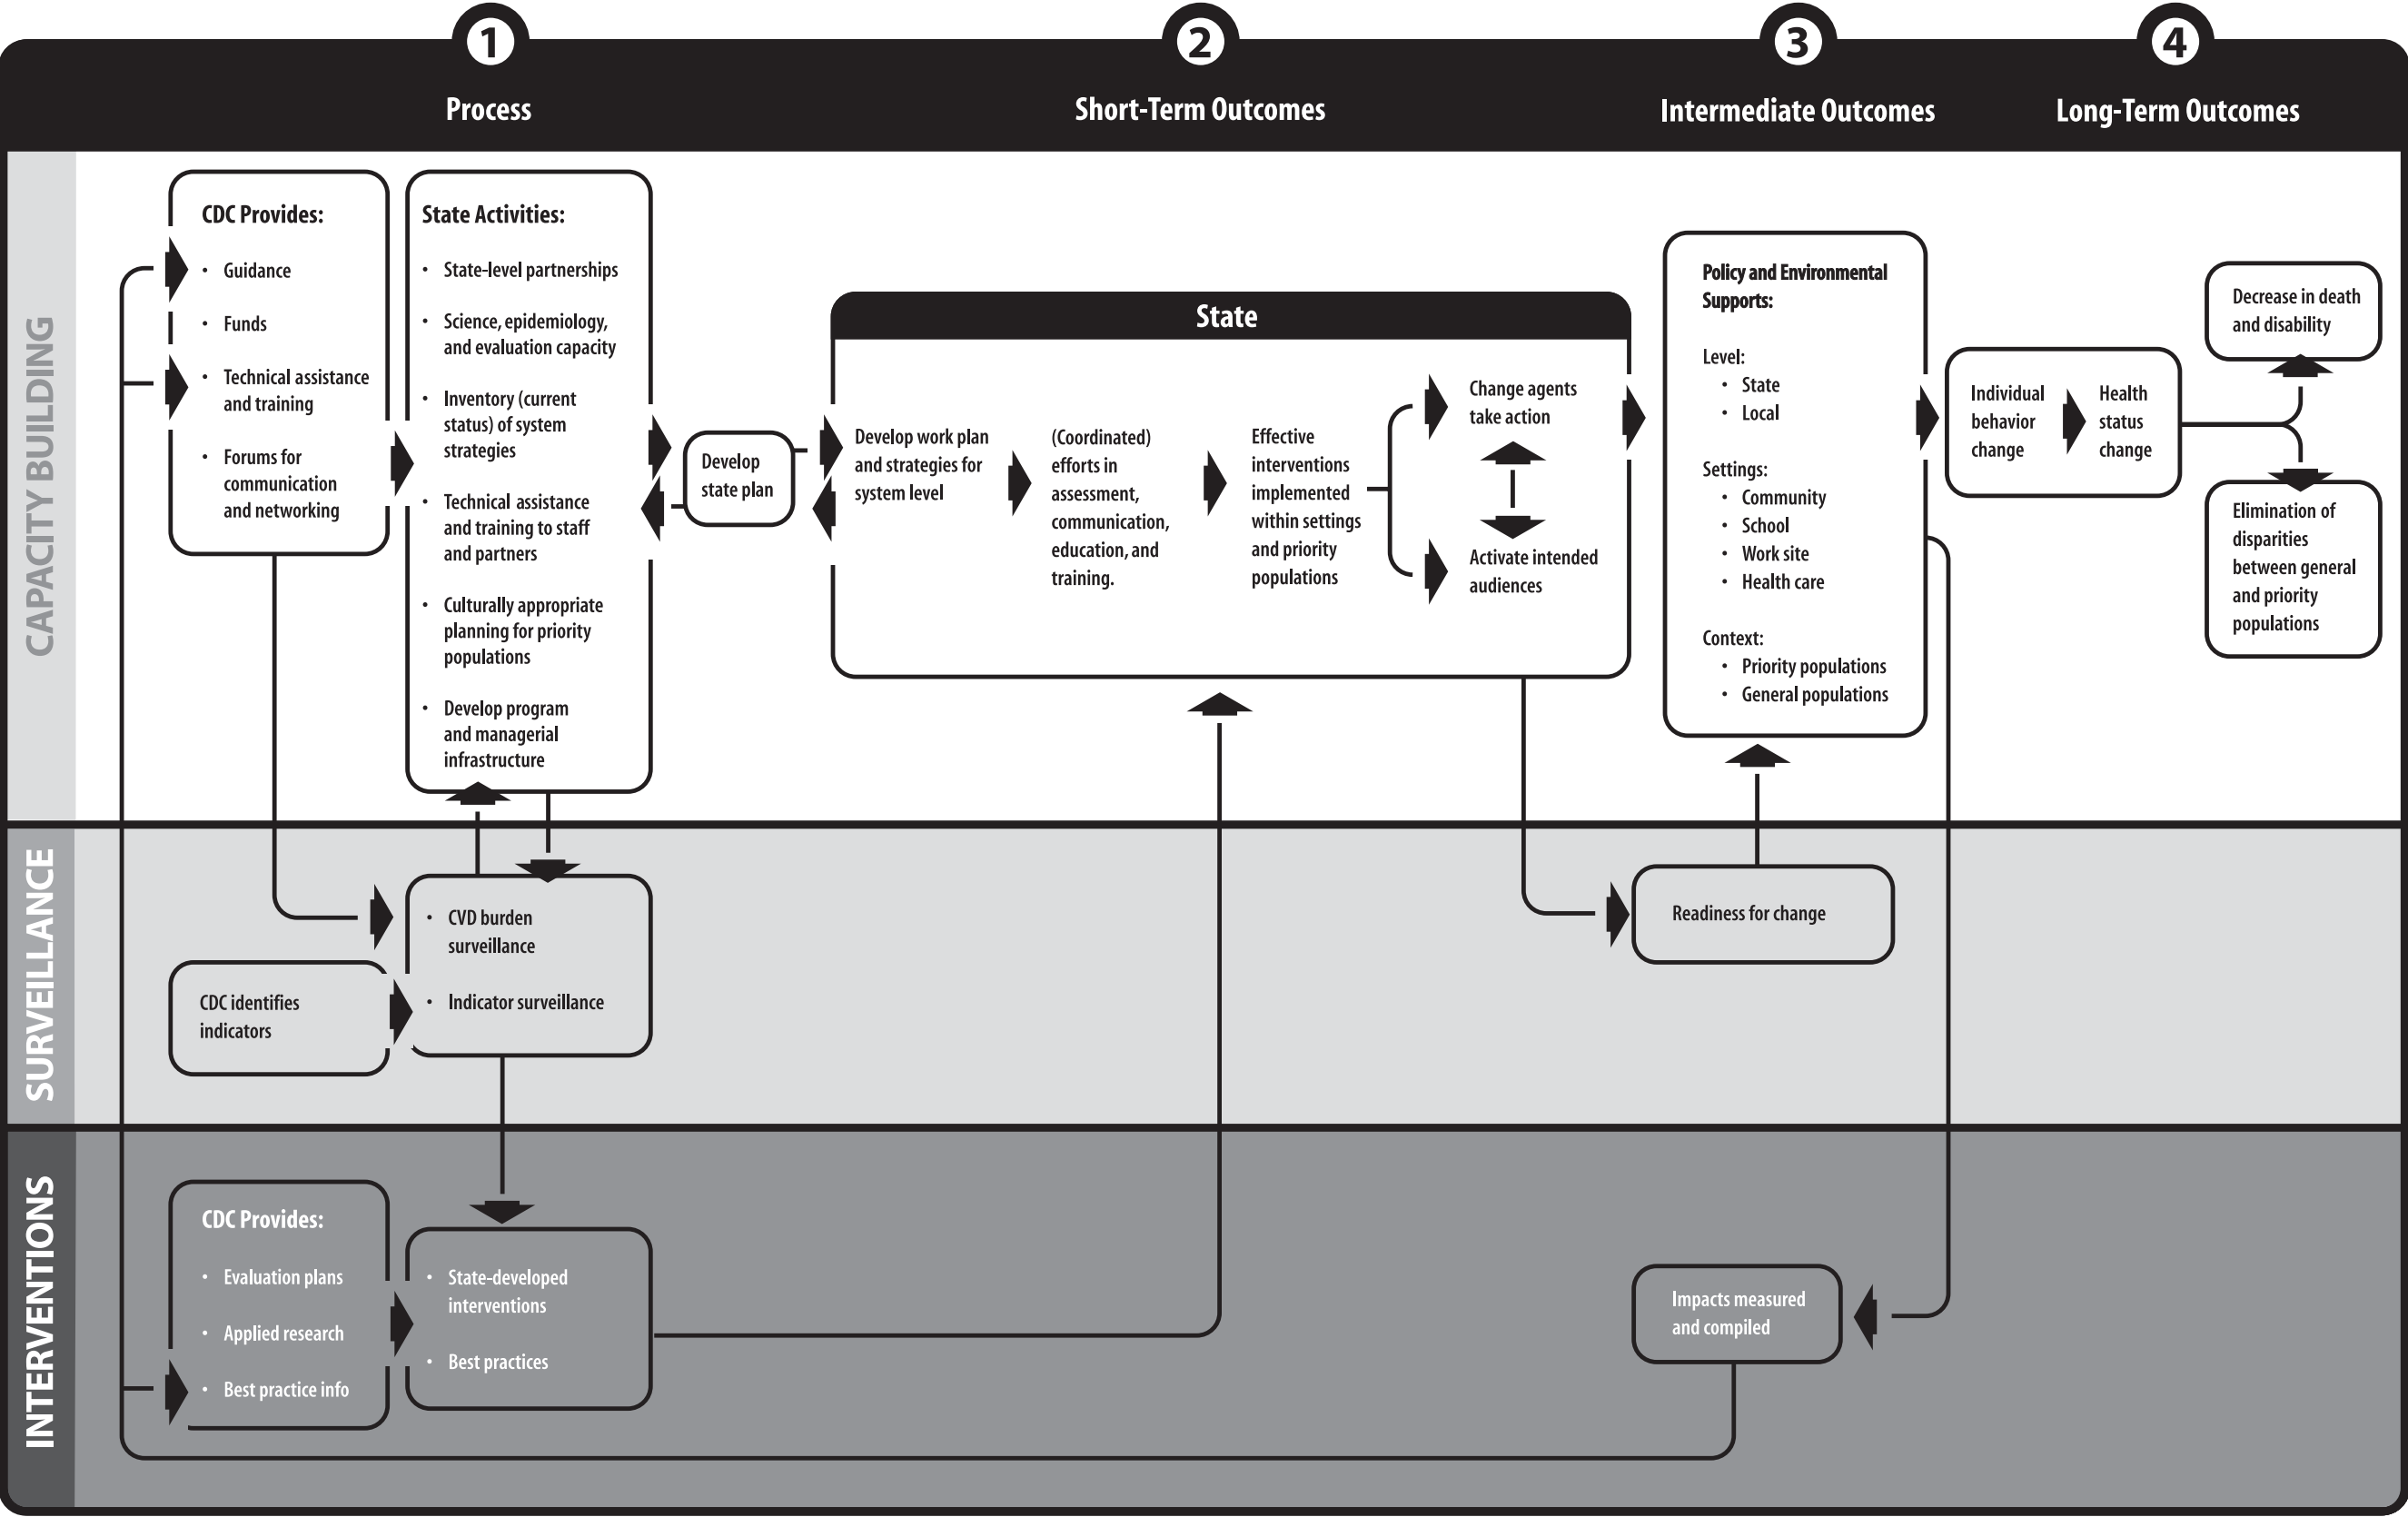 1
2
3
4
Process
Short-Term Outcomes
Intermediate Outcomes
Long-Term Outcomes
CAPACITY BUILDING
CDC Provides:
• Guidance
• Funds
• Technical assistance
and training
• Forums for
communication
and networking
State Activities:
• State-level partnerships
• Science, epidemiology,
and evaluation capacity
• Inventory (current
status) of system
strategies
• Technical assistance
and training to staff
and partners
• Culturally appropriate
planning for priority
populations
• Develop program
and managerial
infrastructure
Develop
state plan
State
Develop work plan
and strategies for
system level
(Coordinated)
efforts in
assessment,
communication,
education, and
training.
Effective
interventions
implemented
within settings
and priority
populations
Change agents
take action
Activate intended
audiences
Policy and Environmental
Supports:
Level:
• State
• Local
Settings:
• Community
• School
• Work site
• Health care
Context:
• Priority populations
• General populations
Individual
behavior
change
Health
status
change
Decrease in death
and disability
Elimination of
disparities
between general
and priority
populations
SURVEILLANCE
CDC identifies
indicators
• CVD burden
surveillance
• Indicator surveillance
Readiness for change
INTERVENTIONS
CDC Provides:
• Evaluation plans
• Applied research
• Best practice info
• State-developed
interventions
• Best practices
Impacts measured
and compiled